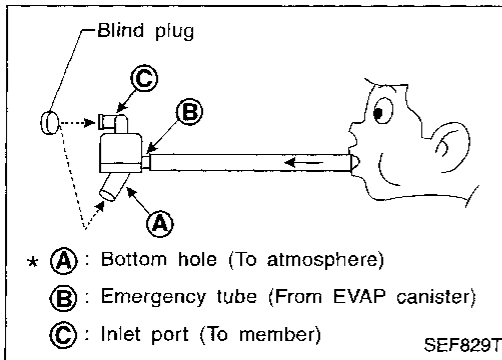 Blind plug
C
B
A
* A : Bottom hole (To atmosphere)
B : Emergency tube (From EVAP canister)
C : Inlet port (To member)
SEF829T